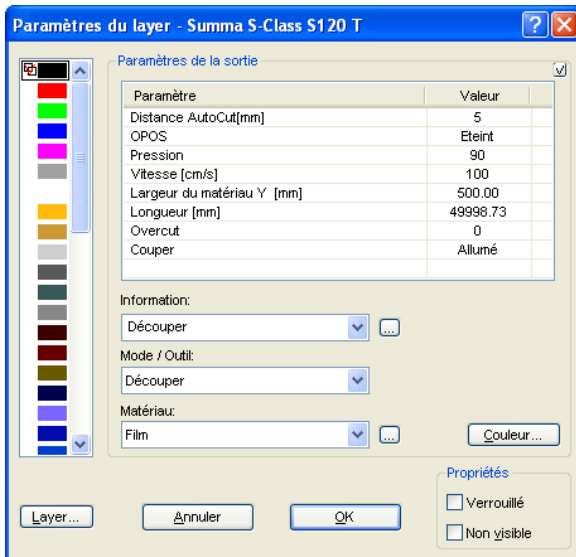 Paramètres du layer - Summa S-Class S120 T
Paramètres de la sortie
Paramètre Valeur
Distance AutoCut[mm] 5
OPOS Eteint
Pression 90
Vitesse [cm/s] 100
Largeur du matériau Y [mm] 500.00
Longueur [mm] 49998.73
Overcut 0
Couper Allumé
Information:
Découper
...
Mode / Outil:
Découper
Matériau:
Film
...
Couleur...
Propriétés
Verrouillé
Non visible
Layer...
Annuler
OK